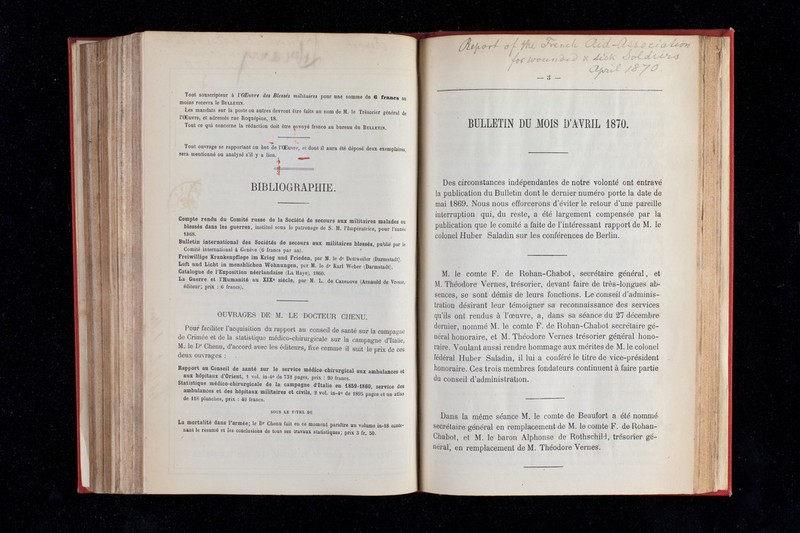 Tout souscripteur à l'Œuvre des Blessés militaires pour une somme de 6 francs au
moins recevra le BULLETIN.
Les mandats sur la poste ou autres devront être faits au nom de M. le Trésorier général de
l'Œuvre, et adressés rue Roquépine, 18.
Tout ce qui concerne la rédaction doit être envoyé franco au bureau du BULLETIN.
Tout ouvrage se rapportant au but de l'Œuvre, et dont il aura été déposé deux exemplaires,
sera mentionné ou analysé s'il y a lieu.
BIBLIOGRAPHIE.
Compte rendu du Comité russe de la Société de secours aux militaires malades ou
blessés dans les guerres, institué sous le patronage de S. M. l'Impératrice, pour l'année
1869.
Bulletin international des Sociétés de secours aux militaires blessés, publié par le
Comité international à Genève (6 francs par an).
Freiwillige Krankenpflege im Krieg und Frieden, par M. le dr
(Darmstadt).
Luft und Licht in menshlichen Wohnungen, par M. le dr Karl Weber (Darmstadt).
Catalogue de l'Exposition néerlandaise (La Haye), 1869.
La Guerre et l'Humanité au XIXe siècle, par M. L. de Cazenove (Arnauld de Vresse,
éditeur; prix : 6 francs).
OUVRAGES DE M. LE DOCTEUR CHENU.
Pour faciliter l'acquisition du rapport au conseil de santé sur la campagne
de Crimée et de la statistique médico-chirurgicale sur la campagne d'Italie,
M. le Dr Chenu, d'accord avec les éditeurs, fixe comme il suit le prix de ces
deux ouvrages :
Rapport au Conseil de santé sur le service médico-chirurgical aux ambulances et
aux hôpitaux d'Orient, 1 vol. in-4° de 732 pages, prix : 20 francs.
Statistique médico-chirurgicale de la campagne d'Italie en 1859-1860, service des
ambulances et des hôpitaux militaires et civils, 2 vol. in-4° de 1895 pages et un atlas
de 113 planches, prix : 45 francs.
SOUS LE TITRE DE
La mortalité dans l'armée; le Dr Chenu fait en ce moment paraître un volume in-18 conte-
nant le résumé et les conclusions de tous ses travaux statistiques; prix 3 fr. 50.
Report of the French Aid-Association
for wounded & sick Soldiers
April 1870
— 3 —
BULLETIN DU MOIS D'AVRIL 1870.
Des circonstances indépendantes de notre volonté ont entravé
la publication du Bulletin dont le dernier numéro porte la date de
mai 1869. Nous nous efforcerons d'éviter le retour d'une pareille
interruption qui, du reste, a été largement compensée par la
publication que le comité a faite de l'intéressant rapport de M. le
colonel Huber Saladin sur les conférences de Berlin.
M. le comte F. de Rohan-Chabot, secrétaire général, et
M. Théodore Vernes, trésorier, devant faire de très-longues ab-
sences, se sont démis de leurs fonctions. Le conseil d'adminis-
tration désirant leur témoigner sa reconnaissance des services
qu'ils ont rendus à l'œuvre, a, dans sa séance du 27 décembre
dernier, nommé M. le comte F. de Rohan-Chabot secrétaire gé-
néral honoraire, et M. Théodore Vernes trésorier général hono-
raire. Voulant aussi rendre hommage aux mérites de M. le colonel
fédéral Huber Saladin, il lui a conféré le titre de vice-président
honoraire. Ces trois membres fondateurs continuent à faire partie
du conseil d'administraton.
Dans la même séance M. le comte de Beaufort a été nommé
secrétaire général en remplacement de M. le comte F. de Rohan-
Chabot, et M. le baron Alphonse de Rothschild, trésorier gé-
néral, en remplacement de M. Théodore Vernes.